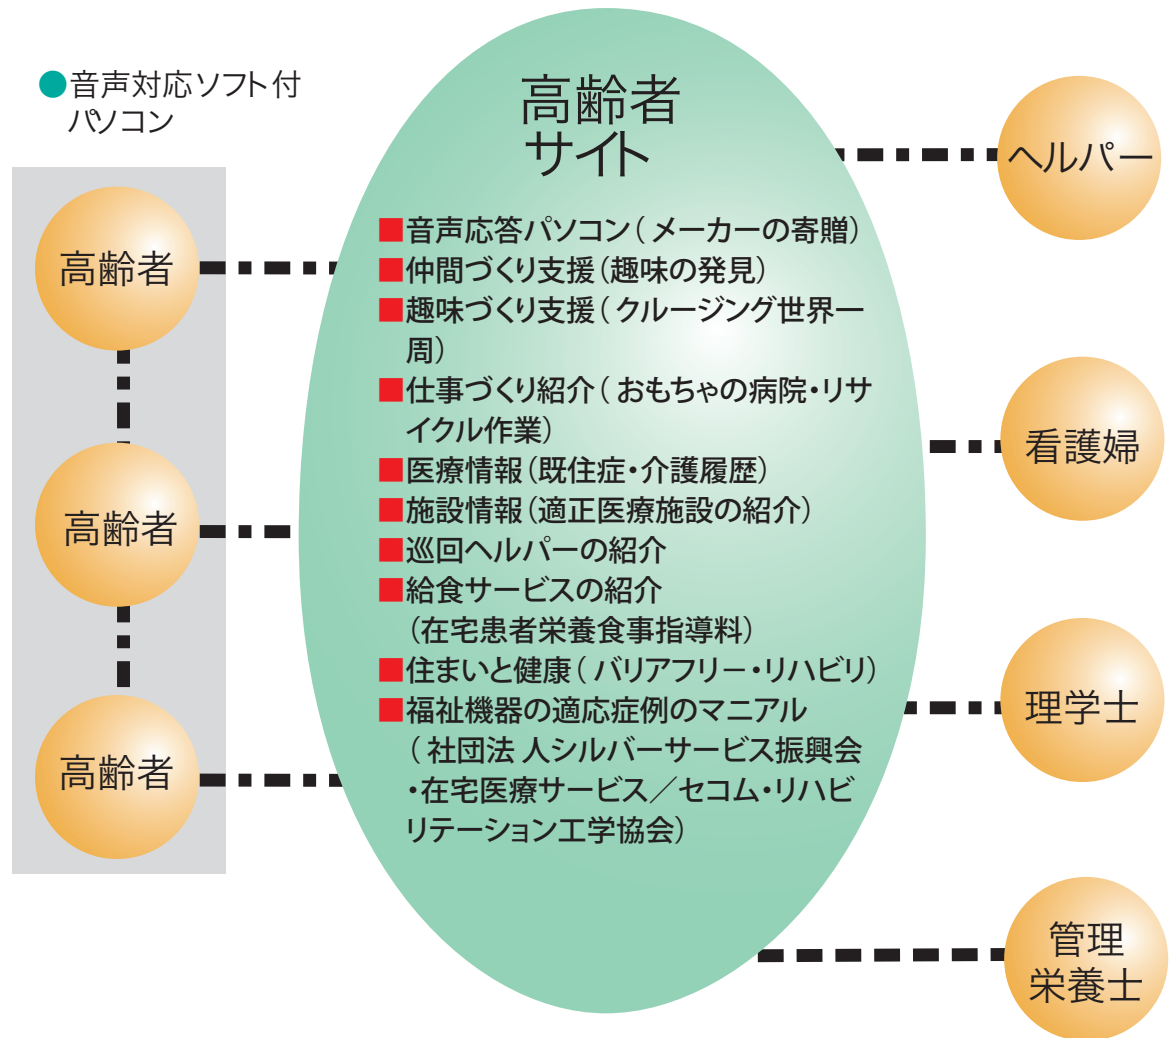 ●音声対応ソフト付
パソコン
高齢者
高齢者
高齢者
高齢者
サイト
■音声応答パソコン（メーカーの寄贈）
■仲間づくり支援（趣味の発見）
■趣味づくり支援（クルージング世界一
周）
■仕事づくり紹介（おもちゃの病院・リサ
イクル作業）
■医療情報（既住症・介護履歴）
■施設情報（適正医療施設の紹介）
■巡回ヘルパーの紹介
■給食サービスの紹介
（在宅患者栄養食事指導料）
■住まいと健康（バリアフリー・リハビリ）
■福祉機器の適応症例のマニアル
（社団法人シルバーサービス振興会
・在宅医療サービス／セコム・リハビ
リテーション工学協会）
ヘルパー
看護婦
理学士
管理
栄養士